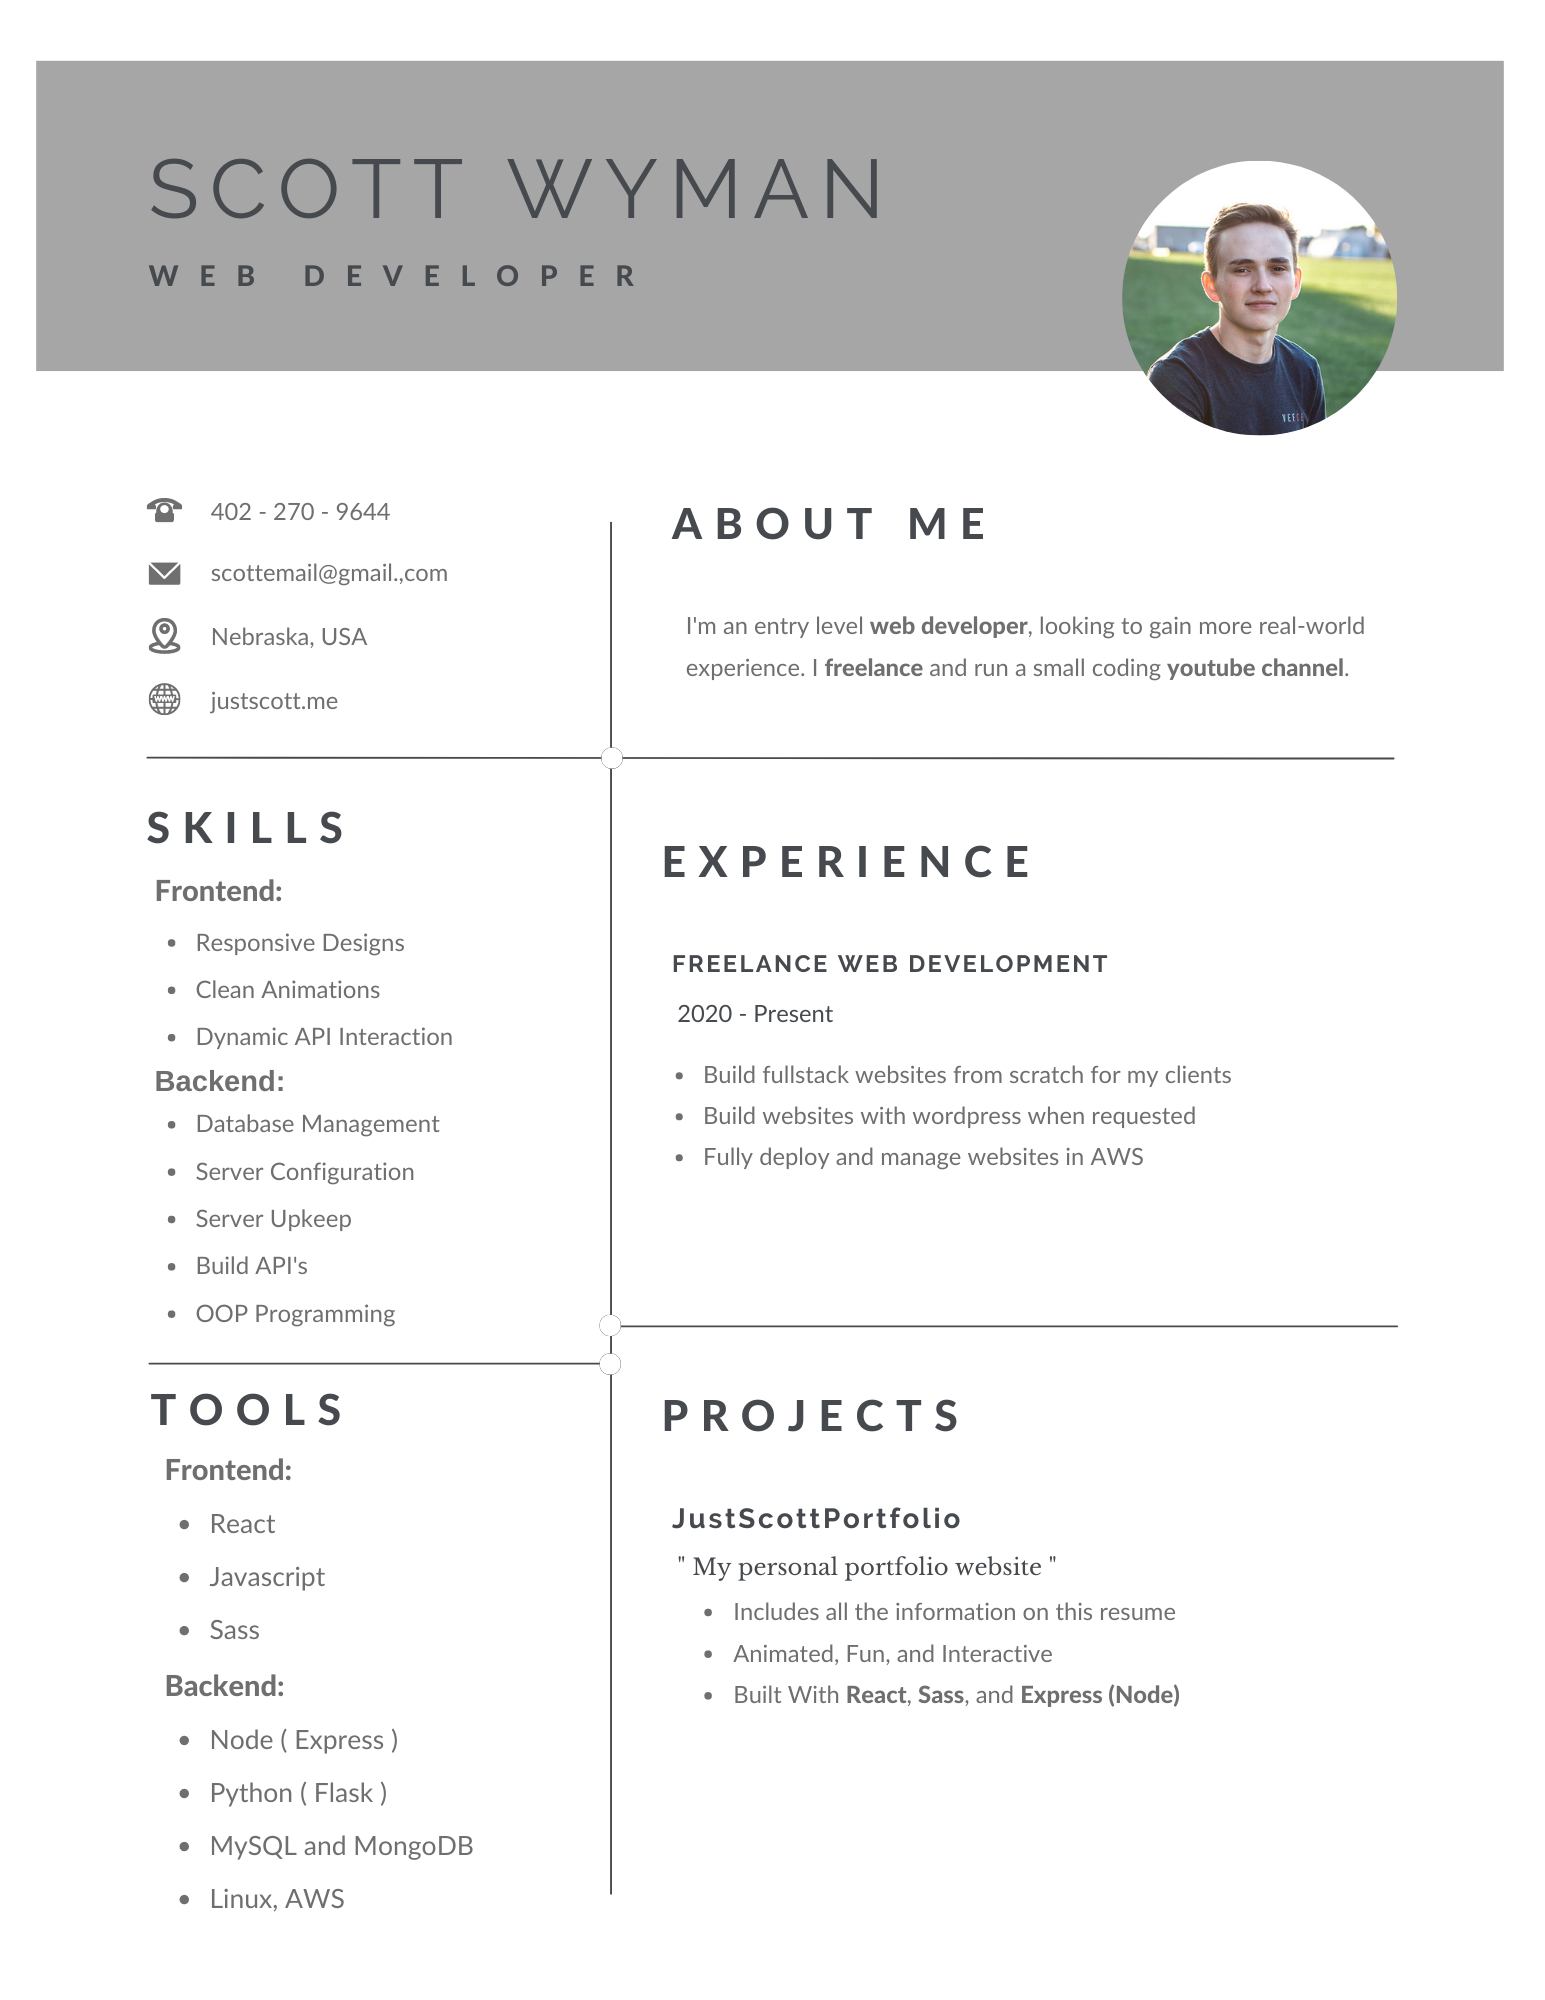 SCOTT WYMAN
WEB DEVELOPER
402 - 270 - 9644
scottemail@gmail.,com
Nebraska, USA
justscott.me
ABOUT ME
I'm an entry level web developer, looking to gain more real-world
experience. I freelance and run a small coding youtube channel.
SKILLS
Frontend:
• Responsive Designs
• Clean Animations
• Dynamic API Interaction
Backend:
• Database Management
• Server Configuration
• Server Upkeep
• Build API's
• OOP Programming
EXPERIENCE
FREELANCE WEB DEVELOPMENT
2020 - Present
• Build fullstack websites from scratch for my clients
• Build websites with wordpress when requested
• Fully deploy and manage websites in AWS
TOOLS
Frontend:
• React
• Javascript
• Sass
Backend:
• Node ( Express )
• Python ( Flask )
• MySQL and MongoDB
• Linux, AWS
PROJECTS
JustScottPortfolio
" My personal portfolio website "
• Includes all the information on this resume
• Animated, Fun, and Interactive
• Built With React, Sass, and Express (Node)